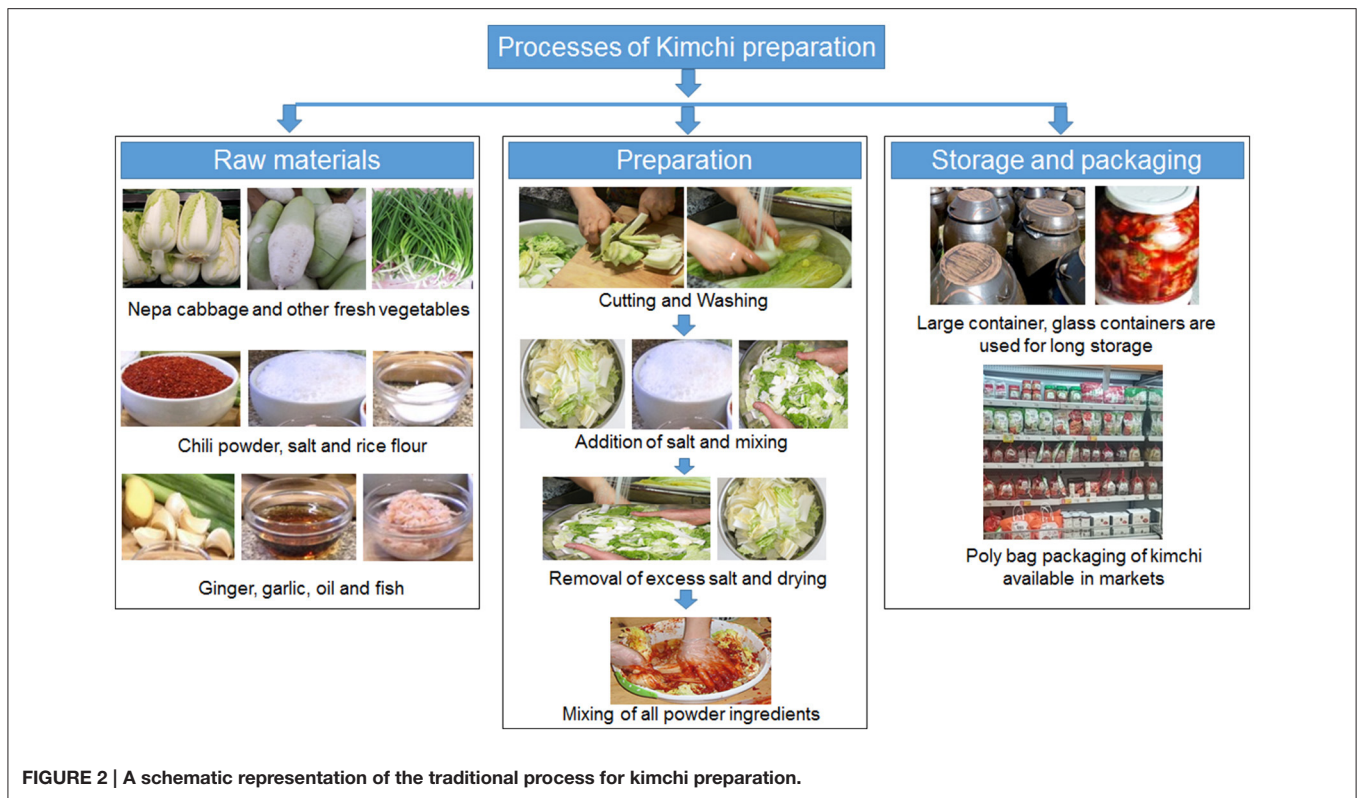 Processes of Kimchi preparation
Raw materials
Nepa cabbage and other fresh vegetables
Chili powder, salt and rice flour
Ginger, garlic, oil and fish
Preparation
Cutting and Washing
Addition of salt and mixing
Removal of excess salt and drying
Mixing of all powder ingredients
Storage and packaging
Large container, glass containers are
used for long storage
Poly bag packaging of kimchi
available in markets
FIGURE 2 | A schematic representation of the traditional process for kimchi preparation.